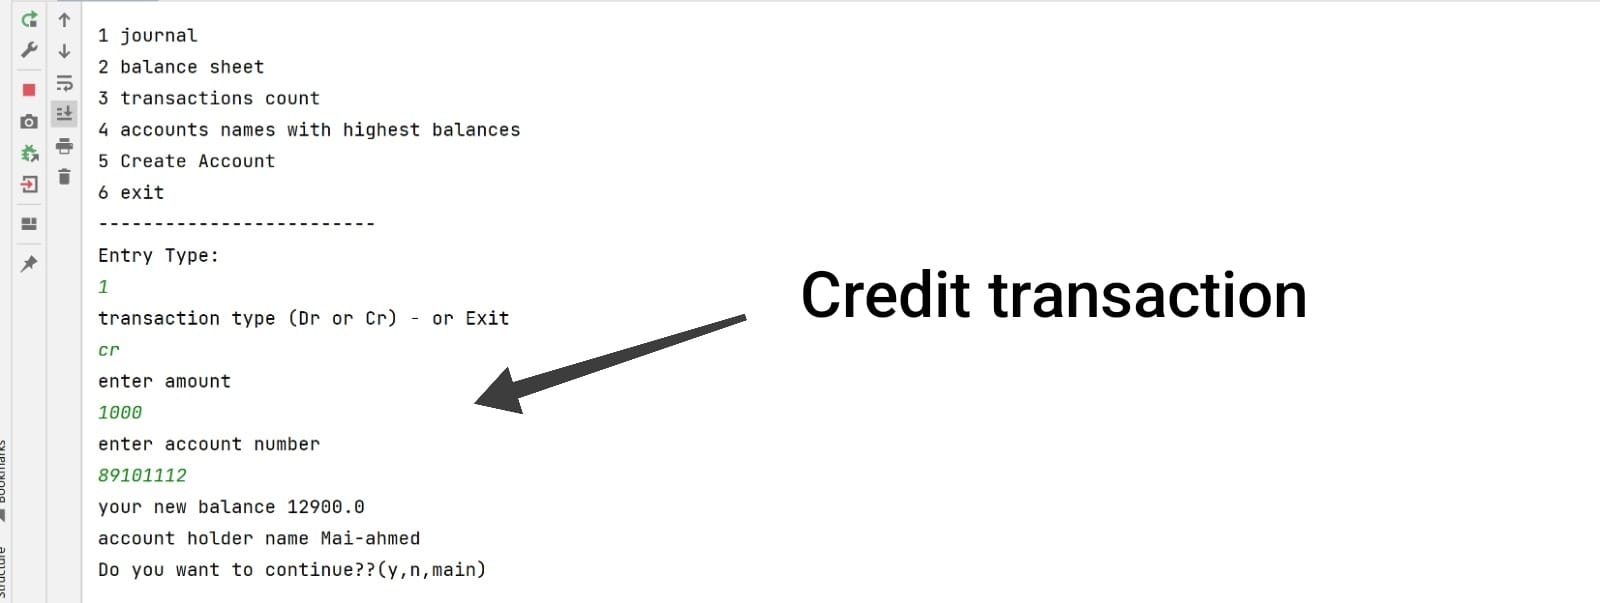 1 journal
2 balance sheet
3 transactions count
4 accounts names with highest balances
5 Create Account
6 exit
-------------------------
Entry Type:
1
transaction type (Dr or Cr) - or Exit
cr
enter amount
1000
enter account number
89101112
your new balance 12900.0
account holder name Mai-ahmed
Do you want to continue??(y,n,main)
Credit transaction
Bookmarks
Structure